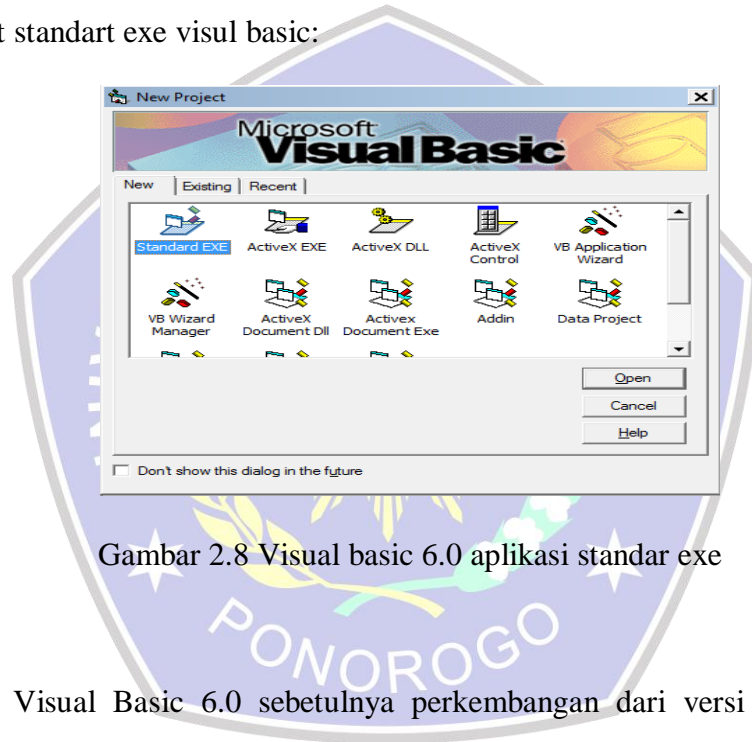 t standart exe visul basic:
New Project
Microsoft
Visual Basic
New Existing Recent
Standard EXE ActiveX EXE ActiveX DLL ActiveX Control VB Application Wizard
VB Wizard Manager ActiveX Document Dll Activex Document Exe Addin Data Project
Open
Cancel
Help
Don't show this dialog in the future
Gambar 2.8 Visual basic 6.0 aplikasi standar exe
PONOROGO
Visual Basic 6.0 sebetulnya perkembangan dari versi